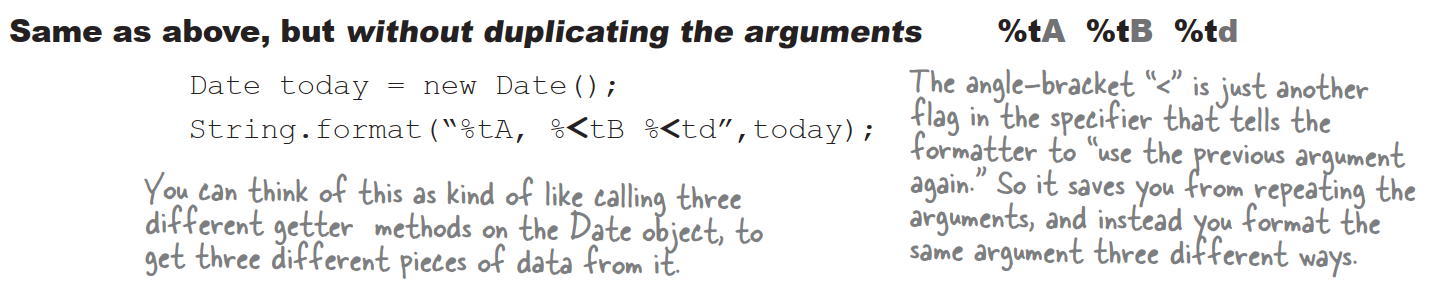 Same as above, but without duplicating the arguments %tA %tB %td
Date today = new Date();
String.format(“%tA, %<tB %<td”,today);
The angle-bracket “<” is just another
flag in the specifier that tells the
formatter to “use the previous argument
again.” So it saves you from repeating the
arguments, and instead you format the
same argument three different ways.
You can think of this as kind of like calling three
different getter methods on the Date object, to
get three different pieces of data from it.